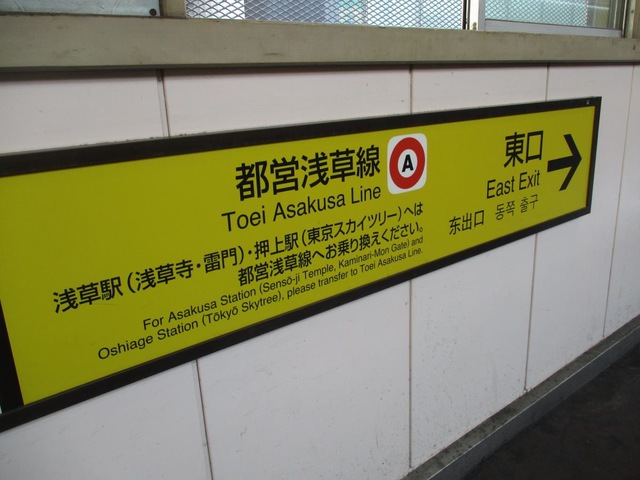 都営浅草線
Toei Asakusa Line
A
浅草駅（浅草寺・雷門）・押上駅（東京スカイツリー）へは
都営浅草線へお乗り換えください。
For Asakusa Station (Sensō-ji Temple, Kaminari-Mon Gate) and
Oshiage Station (Tōkyō Skytree), please transfer to Toei Asakusa Line.
東口
East Exit
东出口 동쪽 출구